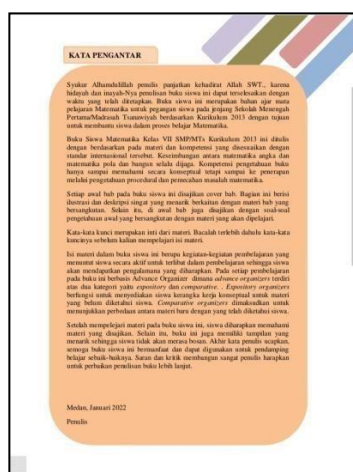 KATA PENGANTAR
Syukur Alhamdulillah penulis panjatkan kehadirat Allah SWT., karena
hidayah dan inayah-Nya penulisan buku siswa ini dapat terselesaikan dengan
waktu yang telah ditetapkan. Buku siswa ini merupakan bahan ajar mata
pelajaran Matematika untuk pegangan siswa pada jenjang Sekolah Menengah
Pertama/Madrasah Tsanawiyah berdasarkan Kurikulum 2013 dengan tujuan
untuk membantu siswa dalam proses belajar Matematika.
Buku Siswa Matematika Kelas VII SMP/MTs Kurikulum 2013 ini ditulis
dengan berdasarkan pada materi dan kompetensi yang disesuaikan dengan
standar internasional tersebut. Keseimbangan antara matematika angka dan
matematika pola dan bangun selalu dijaga. Kompetensi pengetahuan buku
hanya sampai memahami secara konseptual tetapi sampai ke penerapan
melalui pengetahuan procedural dan pemecahan masalah matematika.
Setiap awal bab pada buku siswa ini disajikan cover bab. Bagian ini berisi
ilustrasi dan deskripsi singat yang menarik berkaitan dengan materi bab yang
bersangkutan. Selain itu, di awal bab juga disajikan dengan soal-soal
pengetahuan awal yang bersangkutan dengan materi yang akan dipelajari.
Kata-kata kunci merupakan inti dari materi. Bacalah terlebih dahulu kata-kata
kuncinya sebelum kalian mempelajari isi materi.
Isi materi dalam buku siswa ini berupa kegiatan-kegiatan pembelajaran yang
menuntut siswa secara aktif untuk terlibat dalam pembelajaran sehingga siswa
akan mendapatkan pengalamana yang diharapkan. Pada setiap pembelajaran
pada buku ini berbasis Advance Organizer dimana advance organizers terdiri
atas dua kategori yaitu expository dan comparative. . Expository organizers
berfungsi untuk menyediakan siswa kerangka kerja konseptual untuk materi
yang belum diketahui siswa. Comparative organizers dimaksudkan untuk
menunjukkan perbedaan antara materi baru dengan yang telah diketahui siswa.
Setelah mempelejari materi pada buku siswa ini, siswa diharapkan memahami
materi yang disajikan. Selain itu, buku ini juga memiliki tampilan yang
menarik sehingga siswa tidak akan merasa bosan. Akhir kata penulis ucapkan,
semoga buku siswa ini bermanfaat dan dapat digunakan untuk pendamping
belajar sebaik-baiknya. Saran dan kritik membangun sangat penulis harapkan
untuk perbaikan penulisan buku lebih lanjut.
Medan, Januari 2022
Penulis